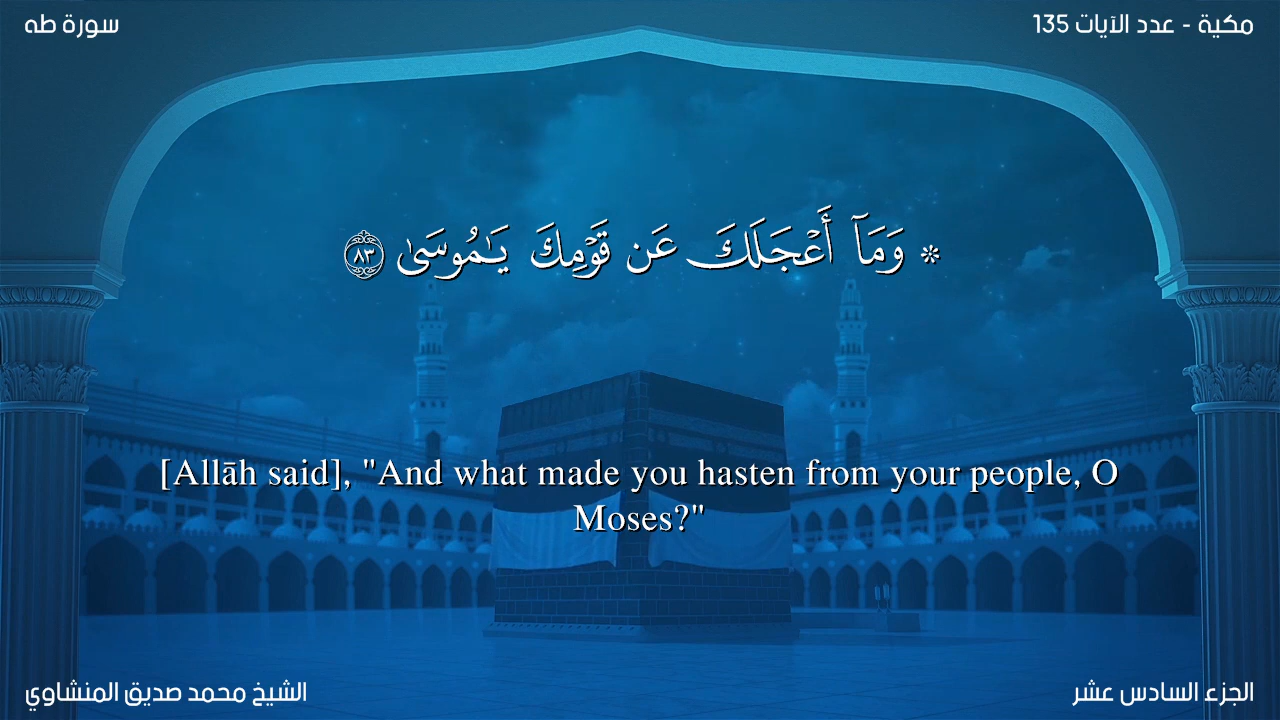 سورة طه
مكية - عدد الآيات 135
۞ وَمَآ أَعْجَلَكَ عَن قَوْمِكَ يَـٰمُوسَىٰ ٨٣
[Allāh said], "And what made you hasten from your people, O
Moses?"
الشيخ محمد صديق المنشاوي
الجزء السادس عشر